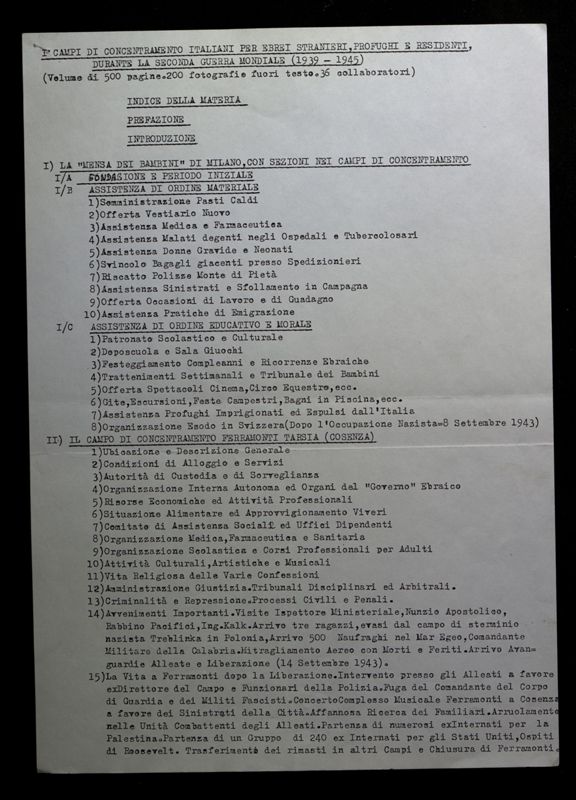 I° CAMPI DI CONCENTRAMENTO ITALIANI PER EBREI STRANIERI,PROFUGHI E RESIDENTI,
DURANTE LA SECONDA GUERRA MONDIALE (1939 - 1945)
(Volume di 500 pagine.200 fotografie fuori testo.36 collaboratori)
INDICE DELLA MATERIA
PREFAZIONE
INTRODUZIONE
I) LA "MENSA DEI BAMBINI" DI MILANO,CON SEZIONI NEI CAMPI DI CONCENTRAMENTO
I/A FONDASIONE E PERIODO INIZIALE
I/B ASSISTENZA DI ORDINE MATERIALE
1)Somministrazione Pasti Caldi
2)Offerta Vestiario Nuovo
3)Assistenza Medica e Farmaceutica
4)Assistenza Malati degenti negli Ospedali e Tubercolosari
5)Assistenza Donne Gravide e Neonati
6)Svincolo Bagagli giacenti presso Spedizionieri
7)Riscatto Polizze Monte di Pietà
8)Assistenza Sinistrati e Sfollamento in Campagna
9)Offerta Occasioni di Lavoro e di Guadagno
10)Assistenza Pratiche di Emigrazione
I/C ASSISTENZA DI ORDINE EDUCATIVO E MORALE
1)Patronato Scolastico e Culturale
2)Doposcuola e Sala Giuochi
3)Festeggiamento Compleanni e Ricorrenze Ebraiche
4)Trattenimenti Settimanali e Tribunale dei Bambini
5)Offerta Spettacoli Cinema,Circo Equestre,ecc.
6)Gite,Escursioni,Feste Campestri,Bagni in Piscina,ecc.
7)Assistenza Profughi Imprigionati ed Espulsi dall'Italia
8)Organizzazione Esodo in Svizzera(Dopo l'Occupazione Nazista=8 Settembre 1943)
II) IL CAMPO DI CONCENTRAMENTO FERRAMONTI TARSIA (COSENZA)
1)Ubicazione e Descrizione Generale
2)Condizioni di Alloggio e Servizi
3)Autorità di Custodia e di Sorveglianza
4)Organizzazione Interna Autonoma ed Organi del "Governo" Ebraico
5)Risorse Economiche ed Attività Professionali
6)Situazione Alimentare ed Approvvigionamento Viveri
7)Comitato di Assistenza Sociale ed Uffici Dipendenti
8)Organizzazione Medica,Farmaceutica e Sanitaria
9)Organizzazione Scolastica e Corsi Professionali per Adulti
10)Attività Culturali,Artistiche e Musicali
11)Vita Religiosa delle Varie Confessioni
12)Amministrazione Giustizia.Tribunali Disciplinari ed Arbitrali.
13)Criminalità e Repressione.Processi Civili e Penali.
14)Avvenimenti Importanti.Visite Ispettore Ministeriale,Nunzio Apostolico,
Rabbino Pacifici,Ing.Kalk.Arrivo tre ragazzi,evasi dal campo di sterminio
nazista Treblinka in Polonia,Arrivo 500 Naufraghi nel Mar Egeo,Comandante
Militare della Calabria.Mitragliamento Aereo con Morti e Feriti.Arrivo Avan=
guardie Alleate e Liberazione (14 Settembre 1943).
15)La Vita a Ferramonti dopo la Liberazione.Intervento presso gli Alleati a favore
exDirettore del Campo e Funzionari della Polizia.Fuga del Comandante del Corpo
di Guardia e dei Militi Fascisti.ConcertoComplesso Musicale Ferramonti a Cosenza
a favore dei Sinistrati della Città.Affannosa Ricerca dei Familiari.Arruolamento
nelle Unità Combattenti degli Alleati.Partenza di numerosi exInternati per la
Palestina.Partenza di un Gruppo di 240 ex Internati per gli Stati Uniti,Ospiti
di Roosevelt. Trasferimento dei rimasti in altri Campi e Chiusura di Ferramonti.